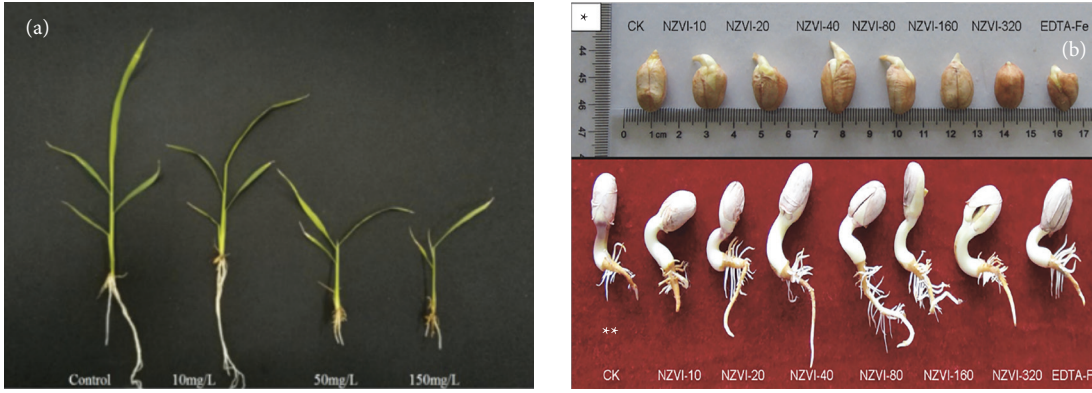 (a)
Control 10mg/L 50mg/L 150mg/L
*
CK NZVI-10 NZVI-20 NZVI-40 NZVI-80 NZVI-160 NZVI-320 EDTA-Fe
(b)
44
45
46
47
0 1cm 2 3 4 5 6 7 8 9 10 11 12 13 14 15 16 17
**
CK NZVI-10 NZVI-20 NZVI-40 NZVI-80 NZVI-160 NZVI-320 EDTA-F